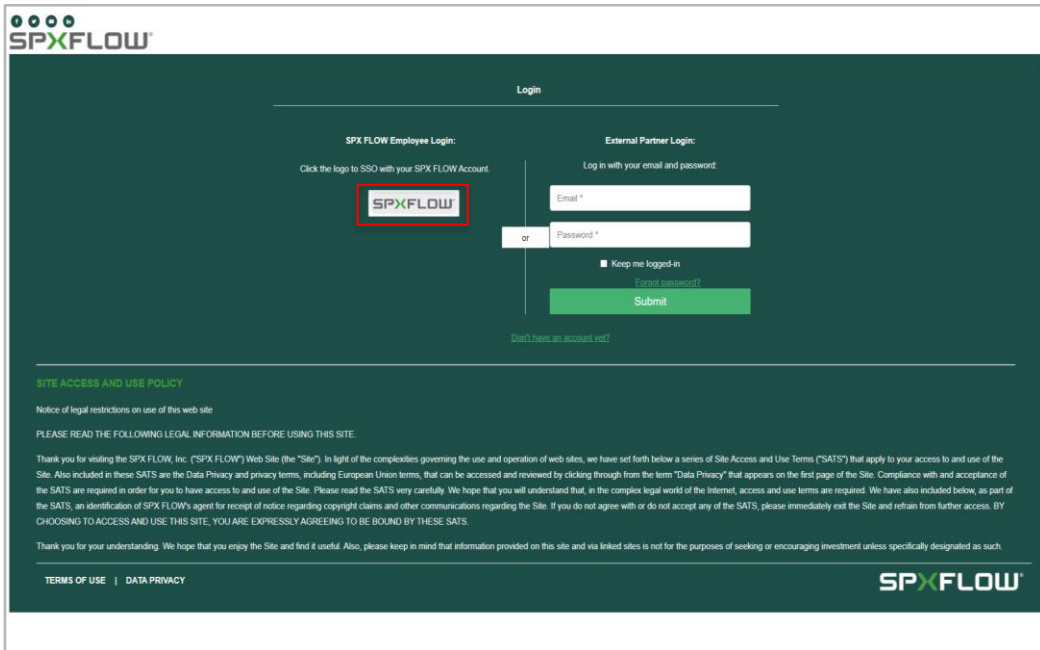 SPXFLOW
Login
SPX FLOW Employee Login:
Click the logo to SSO with your SPX FLOW Account.
SPXFLOW
or
External Partner Login:
Log in with your email and password:
Email *
Password *
Keep me logged-in
Forgot password?
Submit
Don't have an account yet?
SITE ACCESS AND USE POLICY
Notice of legal restrictions on use of this web site
PLEASE READ THE FOLLOWING LEGAL INFORMATION BEFORE USING THIS SITE.
Thank you for visiting the SPX FLOW, Inc. ("SPX FLOW") Web Site (the "Site"). In light of the complexities governing the use and operation of web sites, we have set forth below a series of Site Access and Use Terms ("SATS") that apply to your access to and use of the
Site. Also included in these SATS are the Data Privacy and privacy terms, including European Union terms, that can be accessed and reviewed by clicking through from the term "Data Privacy" that appears on the first page of the Site. Compliance with and acceptance of
the SATS are required in order for you to have access to and use of the Site. Please read the SATS very carefully. We hope that you will understand that, in the complex legal world of the Internet, access and use terms are required. We have also included below, as part of
the SATS, an identification of SPX FLOW's agent for receipt of notice regarding copyright claims and other communications regarding the Site. If you do not agree with or do not accept any of the SATS, please immediately exit the Site and refrain from further access. BY
CHOOSING TO ACCESS AND USE THIS SITE, YOU ARE EXPRESSLY AGREEING TO BE BOUND BY THESE SATS.
Thank you for your understanding. We hope that you enjoy the Site and find it useful. Also, please keep in mind that information provided on this site and via linked sites is not for the purposes of seeking or encouraging investment unless specifically designated as such.
TERMS OF USE | DATA PRIVACY
SPXFLOW